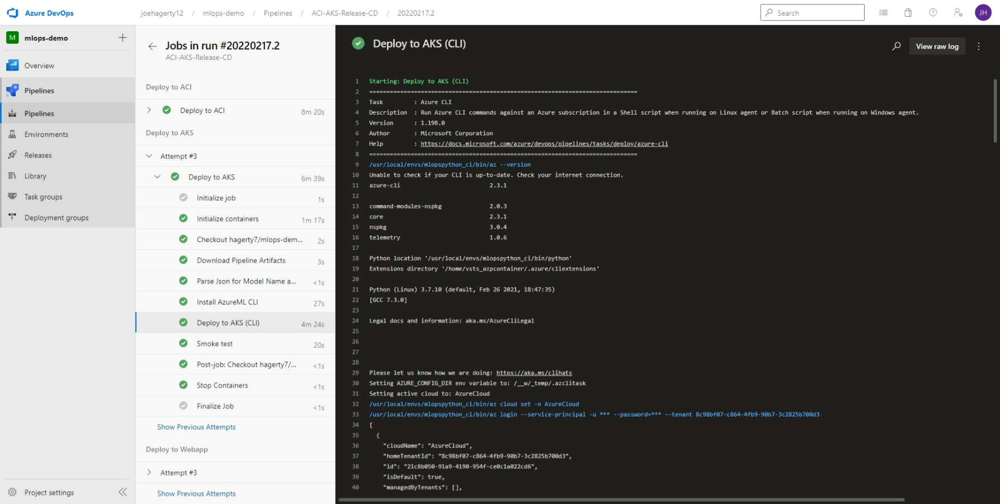 Azure DevOps
joehagerty12 / mlops-demo / Pipelines / ACI-AKS-Release-CD / 20220217.2
Search
JH
M mlops-demo
Overview
Pipelines
Pipelines
Environments
Releases
Library
Task groups
Deployment groups
Project settings
Jobs in run #20220217.2
ACI-AKS-Release-CD
Deploy to ACI
Deploy to ACI 8m 20s
Deploy to AKS
Attempt #3
Deploy to AKS 6m 39s
Initialize job 1s
Initialize containers 1m 17s
Checkout hagerty7/mlops-dem... 2s
Download Pipeline Artifacts 3s
Parse Json for Model Name a... <1s
Install AzureML CLI 27s
Deploy to AKS (CLI) 4m 24s
Smoke test 20s
Post-job: Checkout hagerty7/... <1s
Stop Containers <1s
Finalize Job <1s
Show Previous Attempts
Deploy to Webapp
Attempt #3
Show Previous Attempts
Deploy to AKS (CLI)
View raw log
1 Starting: Deploy to AKS (CLI)
2 ==============================================================================
3 Task : Azure CLI
4 Description : Run Azure CLI commands against an Azure subscription in a Shell script when running on Linux agent or Batch script when running on Windows agent.
5 Version : 1.198.0
6 Author : Microsoft Corporation
7 Help : https://docs.microsoft.com/azure/devops/pipelines/tasks/deploy/azure-cli
8 ==============================================================================
9 /usr/local/envs/mlopspython_ci/bin/az --version
10 Unable to check if your CLI is up-to-date. Check your internet connection.
11 azure-cli 2.3.1
12
13 command-modules-nspkg 2.0.3
14 core 2.3.1
15 nspkg 3.0.4
16 telemetry 1.0.6
17
18 Python location '/usr/local/envs/mlopspython_ci/bin/python'
19 Extensions directory '/home/vsts_azpcontainer/.azure/cliextensions'
20
21 Python (Linux) 3.7.10 (default, Feb 26 2021, 18:47:35)
22 [GCC 7.3.0]
23
24 Legal docs and information: aka.ms/AzureCliLegal
25
26
27
28
29 Please let us know how we are doing: https://aka.ms/clihats
30 Setting AZURE_CONFIG_DIR env variable to: /__w/_temp/.azclitask
31 Setting active cloud to: AzureCloud
32 /usr/local/envs/mlopspython_ci/bin/az cloud set -n AzureCloud
33 /usr/local/envs/mlopspython_ci/bin/az login --service-principal -u *** --password=*** --tenant 8c98bf07-c864-4fb9-90b7-3c2825b700d3
34 [
35 {
36 "cloudName": "AzureCloud",
37 "homeTenantId": "8c98bf07-c864-4fb9-90b7-3c2825b700d3",
38 "id": "21c8b050-91a9-4190-954f-ce0c1a022cd6",
39 "isDefault": true,
40 "managedByTenants": [],